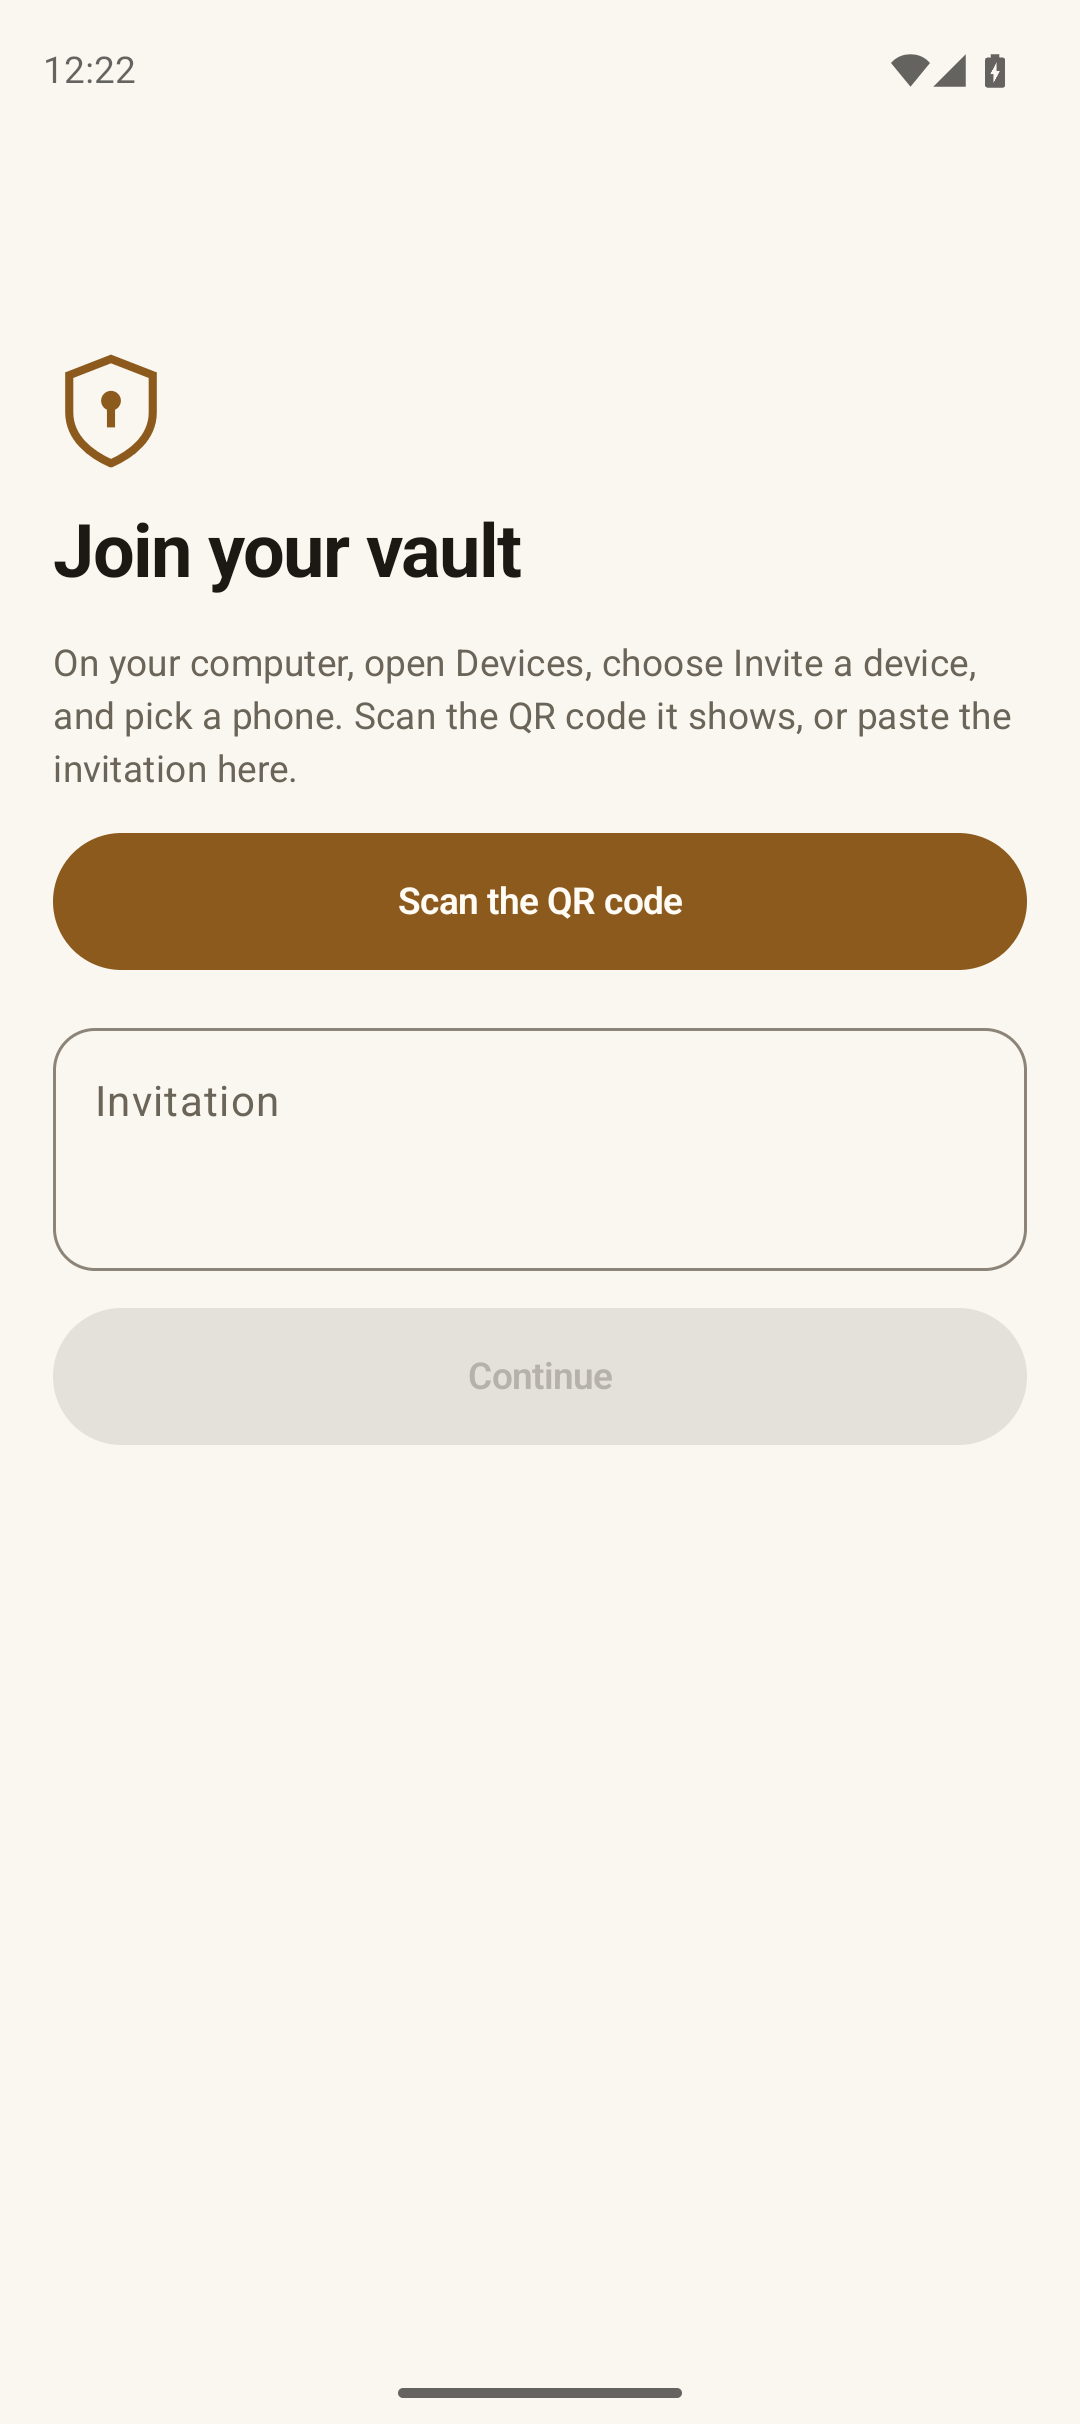 12:22
Join your vault
On your computer, open Devices, choose Invite a device,
and pick a phone. Scan the QR code it shows, or paste the
invitation here.
Scan the QR code
Invitation
Continue